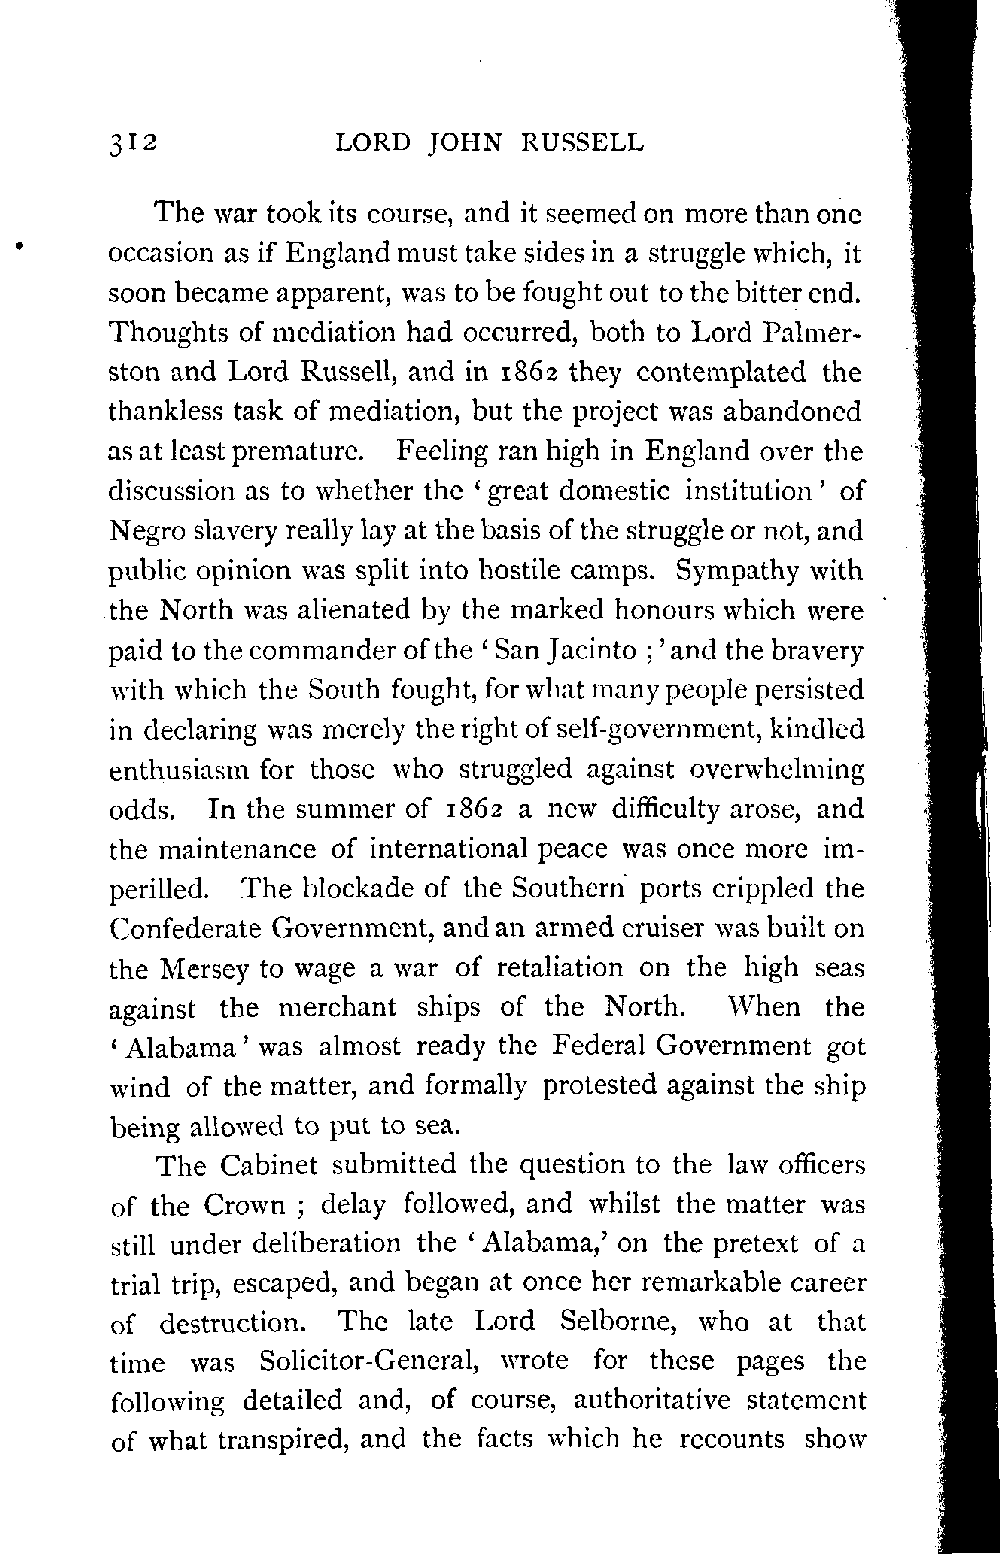 312 LORD JOHN RUSSELL
The war took its course, and it seemed on more than one
occasion as if England must take sides in a struggle which, it
soon became apparent, was to be fought out to the bitter end.
Thoughts of mediation had occurred, both to Lord Palmer-
ston and Lord Russell, and in 1862 they contemplated the
thankless task of mediation, but the project was abandoned
as at least premature. Feeling ran high in England over the
discussion as to whether the ‘great domestic institution’ of
Negro slavery really lay at the basis of the struggle or not, and
public opinion was split into hostile camps. Sympathy with
the North was alienated by the marked honours which were
paid to the commander of the ‘San Jacinto ;’ and the bravery
with which the South fought, for what many people persisted
in declaring was merely the right of self-government, kindled
enthusiasm for those who struggled against overwhelming
odds. In the summer of 1862 a new difficulty arose, and
the maintenance of international peace was once more im-
perilled. The blockade of the Southern ports crippled the
Confederate Government, and an armed cruiser was built on
the Mersey to wage a war of retaliation on the high seas
against the merchant ships of the North. When the
‘Alabama’ was almost ready the Federal Government got
wind of the matter, and formally protested against the ship
being allowed to put to sea.
The Cabinet submitted the question to the law officers
of the Crown ; delay followed, and whilst the matter was
still under deliberation the ‘Alabama,’ on the pretext of a
trial trip, escaped, and began at once her remarkable career
of destruction. The late Lord Selborne, who at that
time was Solicitor-General, wrote for these pages the
following detailed and, of course, authoritative statement
of what transpired, and the facts which he recounts show